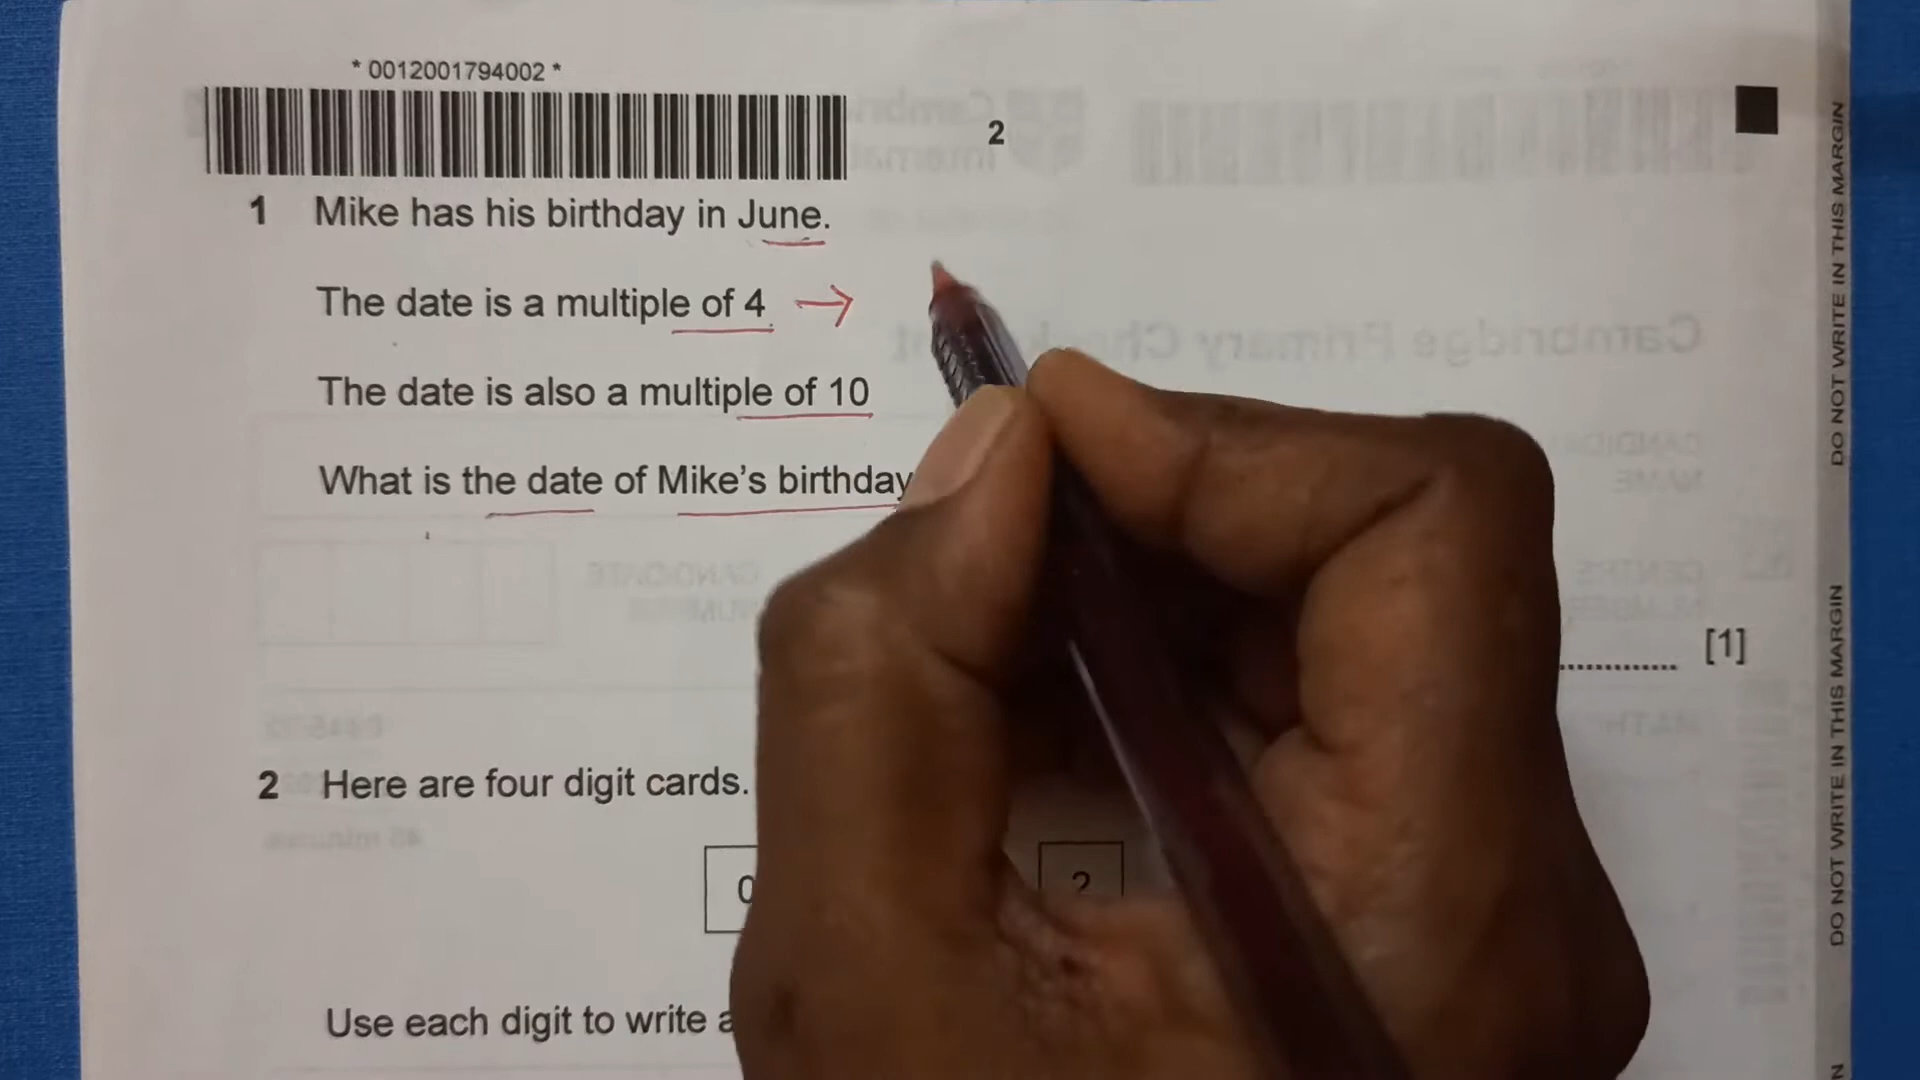 * 0012001794002 *
2
1 Mike has his birthday in June.
The date is a multiple of 4
The date is also a multiple of 10
What is the date of Mike's birthday
[1]
2 Here are four digit cards.
0 2
Use each digit to write a
DO NOT WRITE IN THIS MARGIN
DO NOT WRITE IN THIS MARGIN